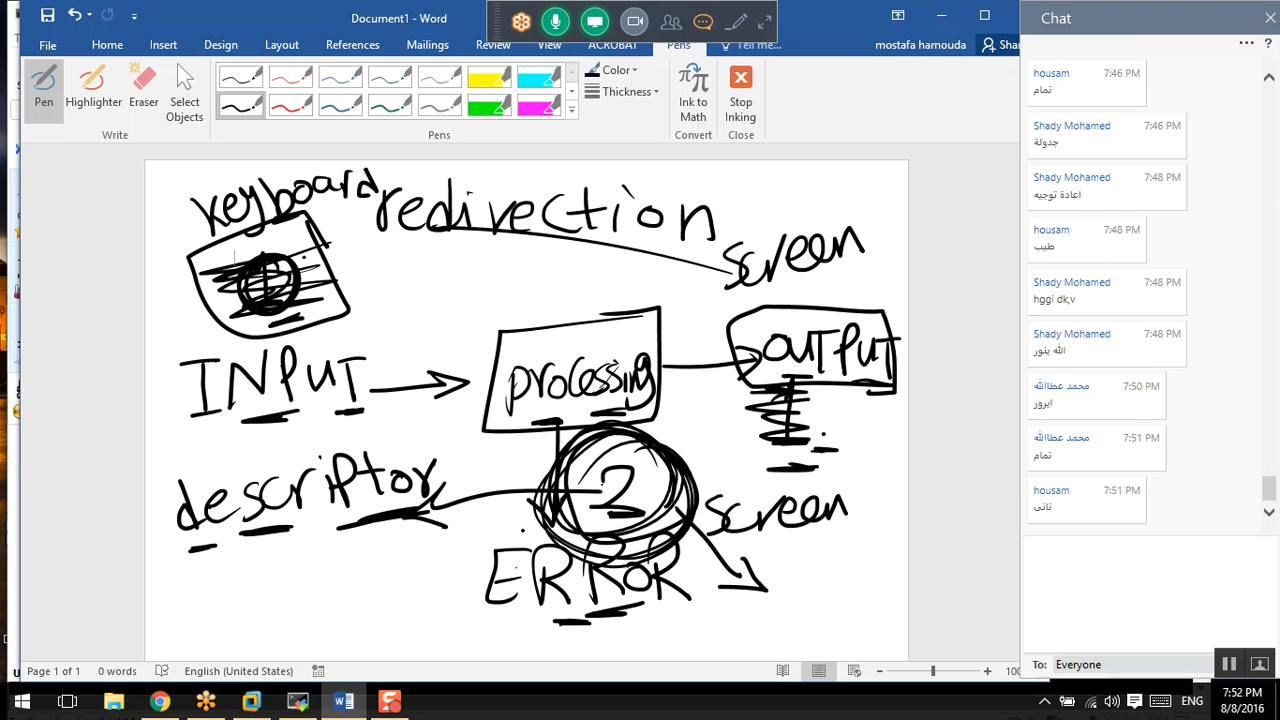 Document1 - Word
File
Home
Insert
Design
Layout
References
Mailings
Review
View
ACROBAT
Pens
Tell me...
mostafa hamouda
Pen
Highlighter
Eraser
Select Objects
Color
Thickness
Ink to Math
Stop Inking
Write
Pens
Convert
Close
keyboard
redirection
screen
INPUT
processing
OUTPUT
descriptor
2
screen
ERROR
Chat
housam 7:46 PM
تمام
Shady Mohamed 7:46 PM
جدولة
Shady Mohamed 7:48 PM
اعادة توجيه
housam 7:48 PM
طيب
Shady Mohamed 7:48 PM
hggi dk,v
Shady Mohamed 7:48 PM
الله ينور
محمد عطاالله 7:50 PM
ايرور
محمد عطاالله 7:51 PM
تمام
housam 7:51 PM
تانى
To: Everyone
Page 1 of 1 0 words English (United States)
ENG
7:52 PM
8/8/2016